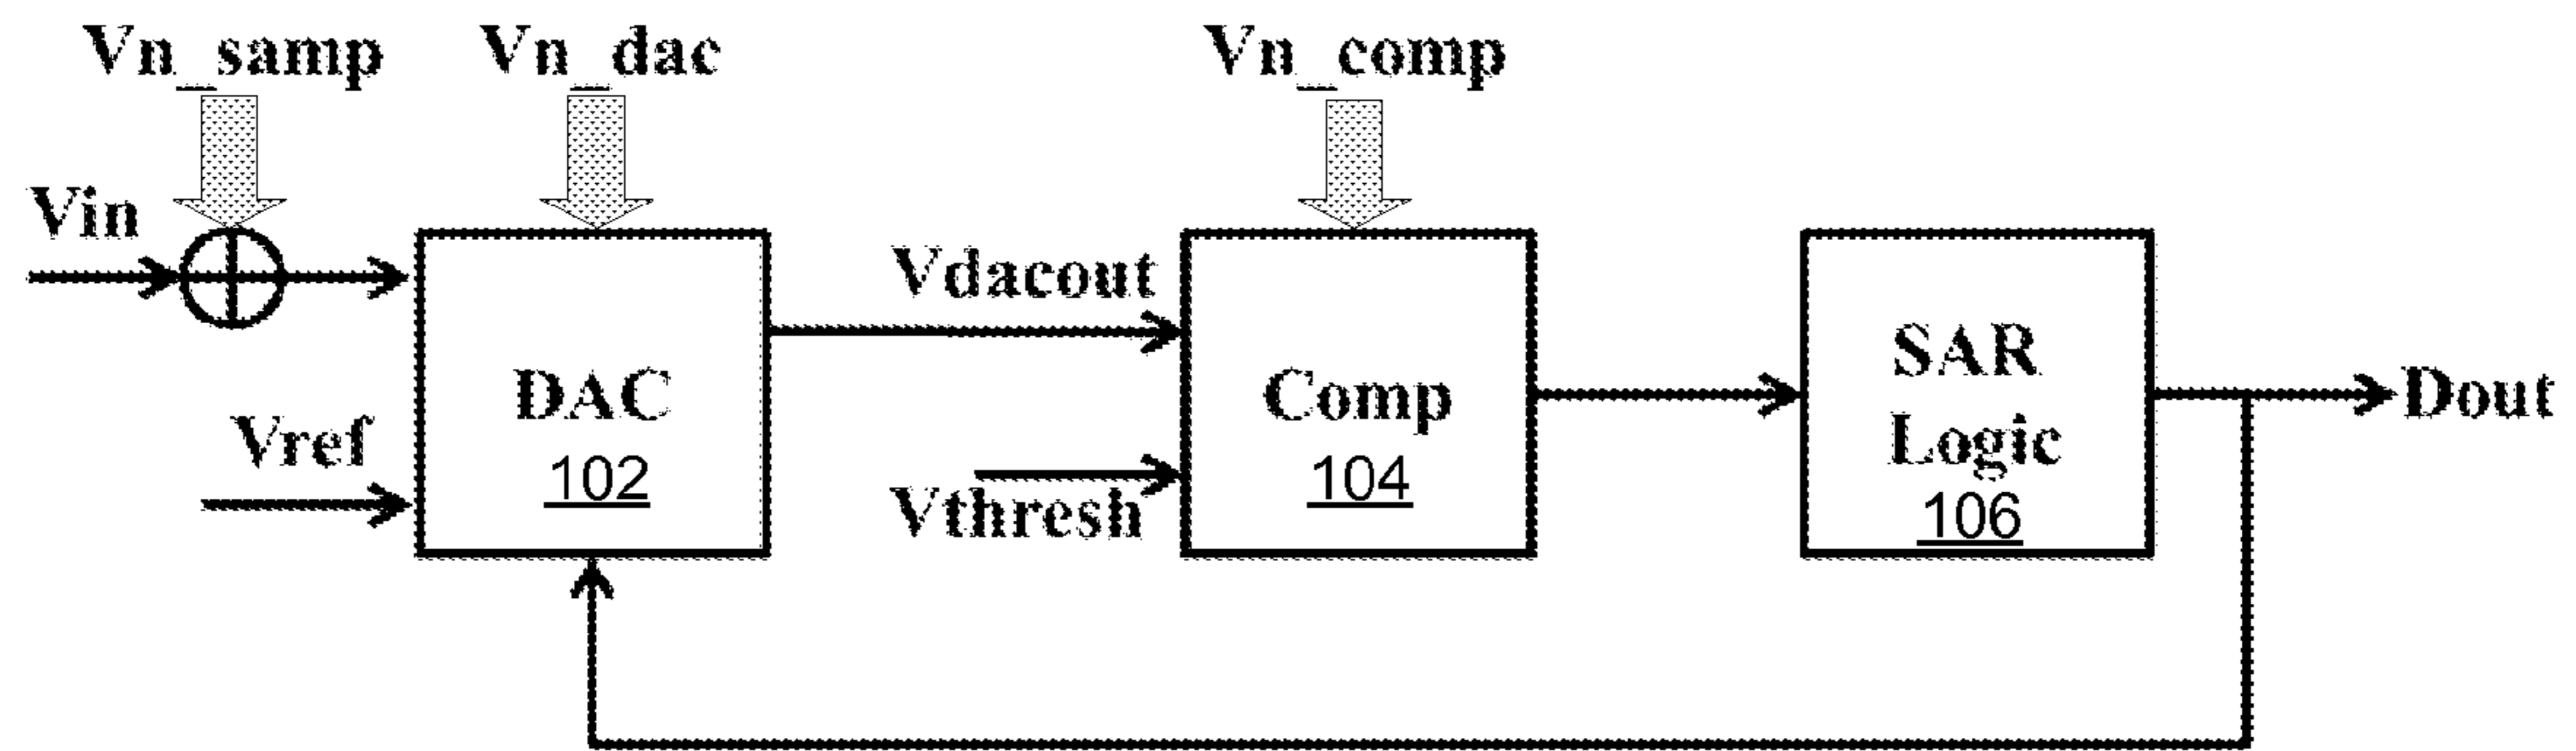 Vn_samp
Vn_dac
Vn_comp
Vin
Vref
DAC
102
Vdacout
Vthresh
Comp
104
SAR
Logic
106
Dout